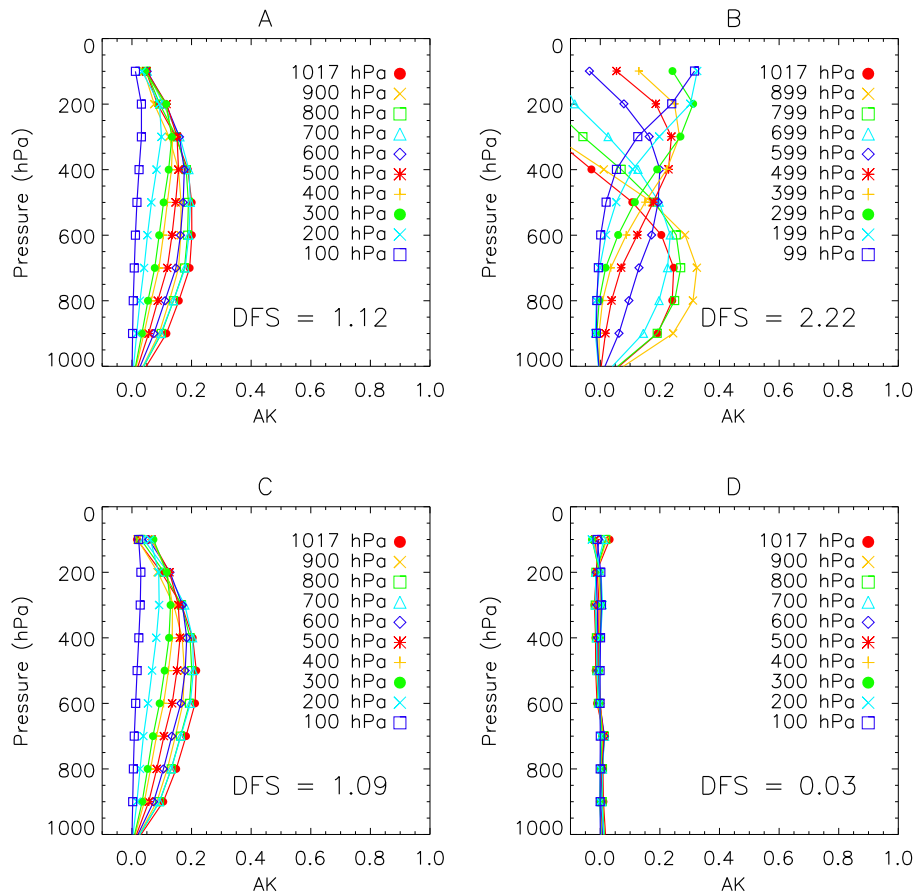 A
0
200
400
600
800
1000
Pressure (hPa)
1017 hPa
900 hPa
800 hPa
700 hPa
600 hPa
500 hPa
400 hPa
300 hPa
200 hPa
100 hPa
DFS = 1.12
0.0 0.2 0.4 0.6 0.8 1.0
AK
B
0
200
400
600
800
1000
Pressure (hPa)
1017 hPa
899 hPa
799 hPa
699 hPa
599 hPa
499 hPa
399 hPa
299 hPa
199 hPa
99 hPa
DFS = 2.22
0.0 0.2 0.4 0.6 0.8 1.0
AK
C
0
200
400
600
800
1000
Pressure (hPa)
1017 hPa
900 hPa
800 hPa
700 hPa
600 hPa
500 hPa
400 hPa
300 hPa
200 hPa
100 hPa
DFS = 1.09
0.0 0.2 0.4 0.6 0.8 1.0
AK
D
0
200
400
600
800
1000
Pressure (hPa)
1017 hPa
900 hPa
800 hPa
700 hPa
600 hPa
500 hPa
400 hPa
300 hPa
200 hPa
100 hPa
DFS = 0.03
0.0 0.2 0.4 0.6 0.8 1.0
AK